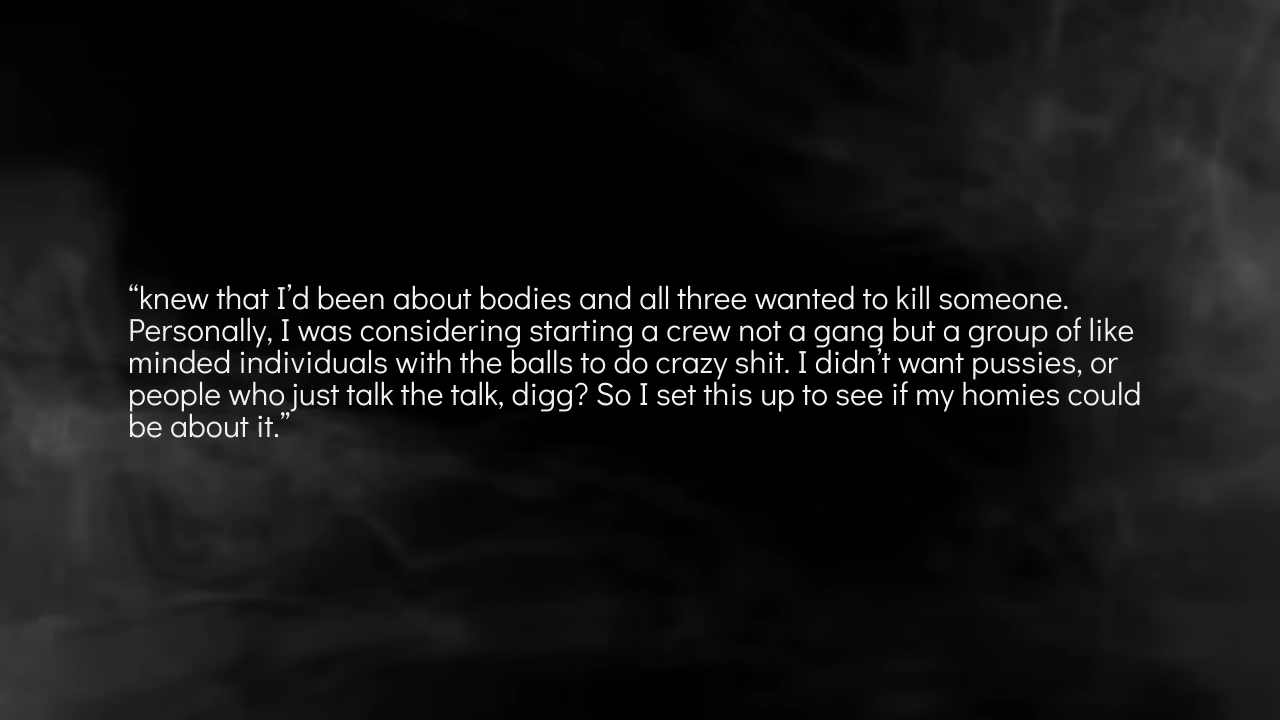 “knew that I’d been about bodies and all three wanted to kill someone.
Personally, I was considering starting a crew not a gang but a group of like
minded individuals with the balls to do crazy shit. I didn’t want pussies, or
people who just talk the talk, digg? So I set this up to see if my homies could
be about it.”